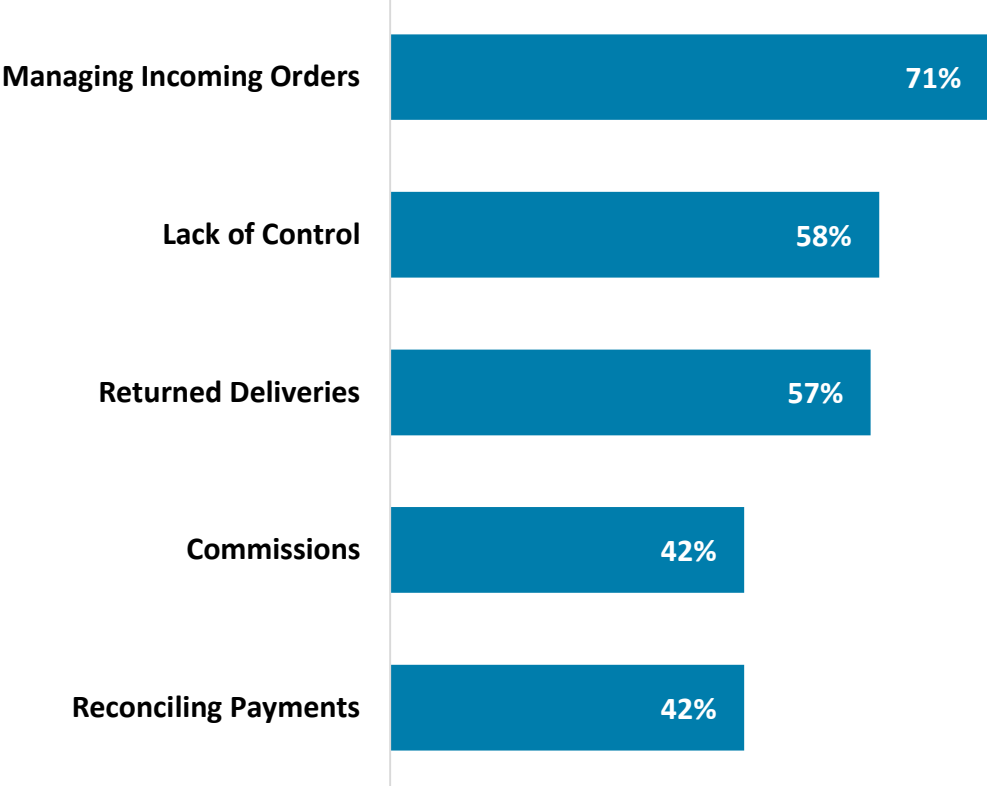 Managing Incoming Orders 71%
Lack of Control 58%
Returned Deliveries 57%
Commissions 42%
Reconciling Payments 42%